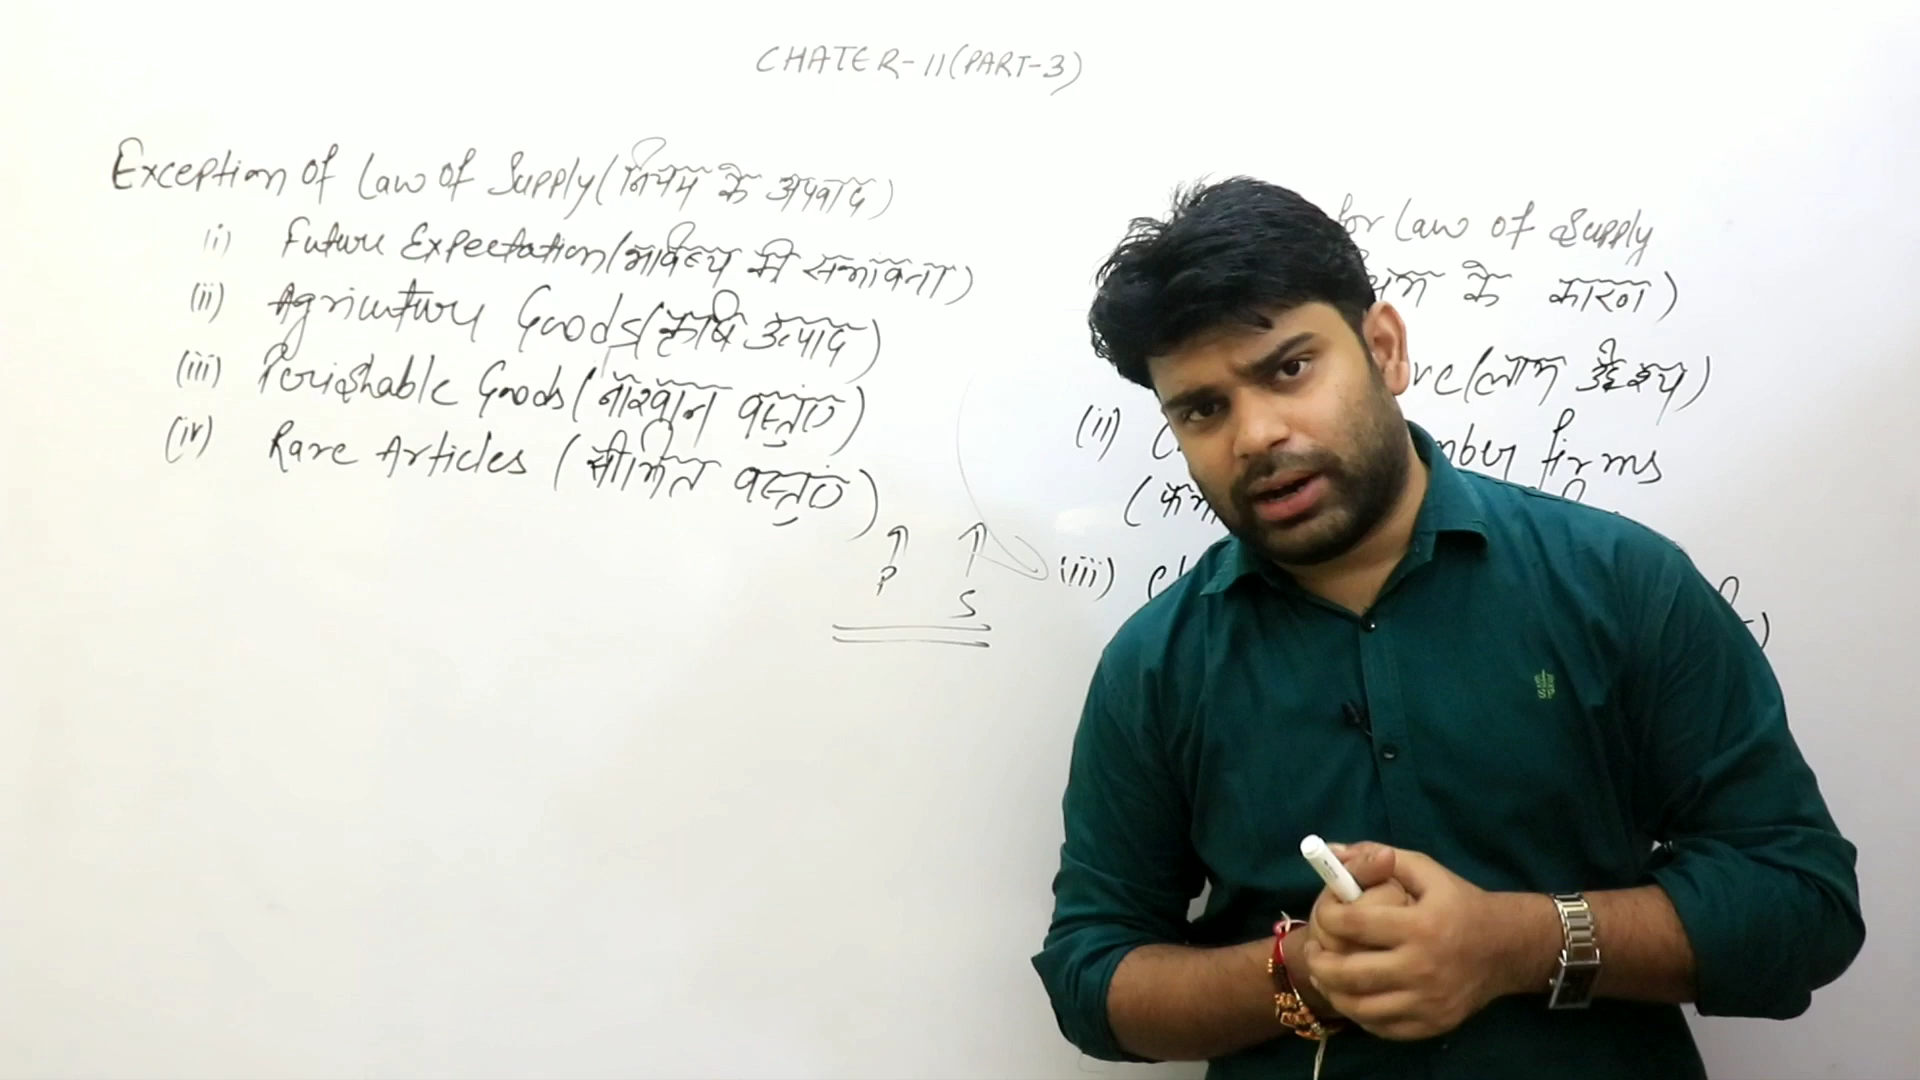 CHATER-11(PART-3)
Exception Of Law Of Supply(नियम के अपवाद)
(i) Future Expectation(भविष्य की सम्भावना)
(ii) Agriculture Goods(कृषि उत्पाद)
(iii) Perishable Goods(नाशवान वस्तुएँ)
(iv) Rare Articles (सीमित वस्तुएँ)
P S
for Law of Supply
के कारण)
(लाभ उद्देश्य)
(ii) firms
(iii)